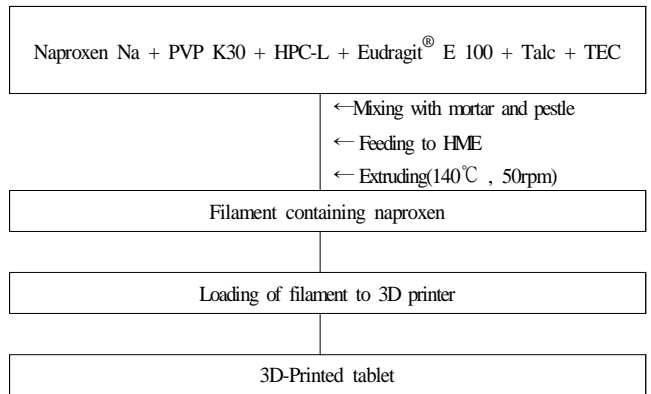 Naproxen Na + PVP K30 + HPC-L + Eudragit® E 100 + Talc + TEC
←Mixing with mortar and pestle
← Feeding to HME
← Extruding(140℃ , 50rpm)
Filament containing naproxen
Loading of filament to 3D printer
3D-Printed tablet